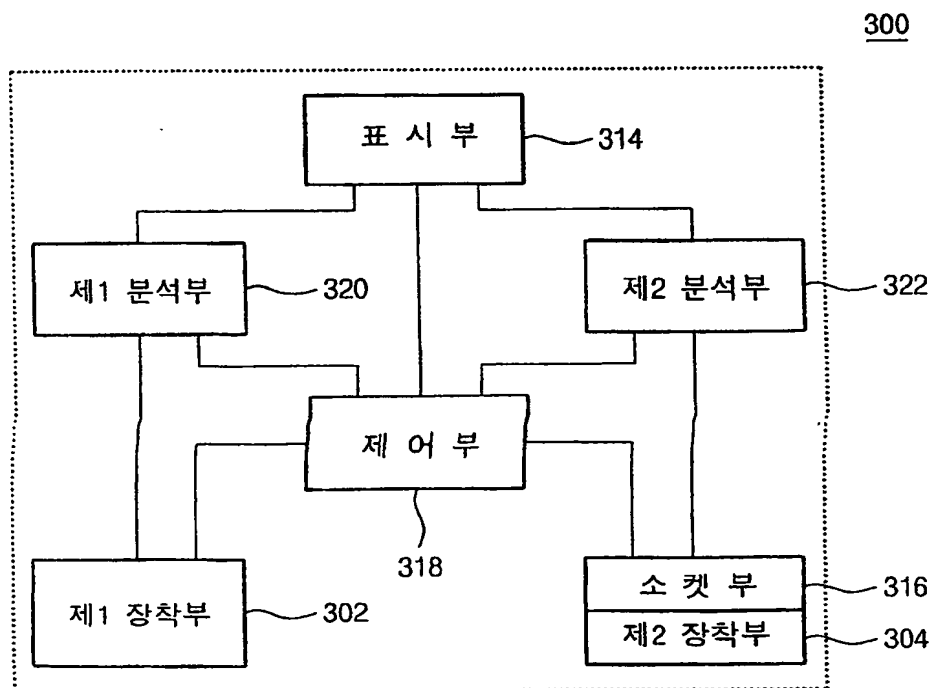 300
표 시 부
314
제1 분석부
320
제2 분석부
322
제 어 부
318
제1 장착부
302
소 켓 부
316
제2 장착부
304